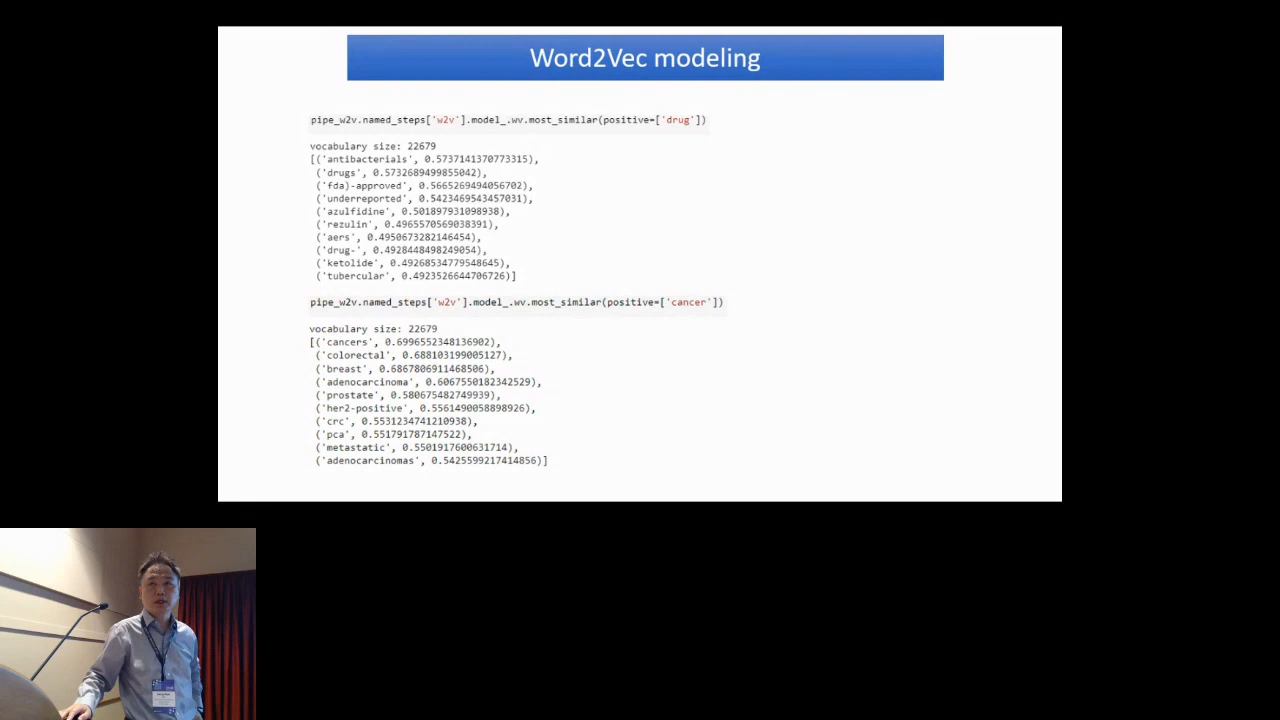 Word2Vec modeling
pipe_w2v.named_steps['w2v'].model_.wv.most_similar(positive=['drug'])
vocabulary size: 22679
[('antibacterials', 0.5737141370773315),
('drugs', 0.5732689499855042),
('fda)-approved', 0.5665269494056702),
('underreported', 0.5423469543457031),
('azulfidine', 0.501897931098938),
('rezulin', 0.4965570569038391),
('aers', 0.4950673282146454),
('drug-', 0.4928448498249054),
('ketolide', 0.49268534779548645),
('tubercular', 0.4923526644706726)]
pipe_w2v.named_steps['w2v'].model_.wv.most_similar(positive=['cancer'])
vocabulary size: 22679
[('cancers', 0.6996552348136902),
('colorectal', 0.688103199005127),
('breast', 0.6867806911468506),
('adenocarcinoma', 0.6067550182342529),
('prostate', 0.580675482749939),
('her2-positive', 0.5561490058898926),
('crc', 0.5531234741210938),
('pca', 0.551791787147522),
('metastatic', 0.5501917600631714),
('adenocarcinomas', 0.5425599217414856)]